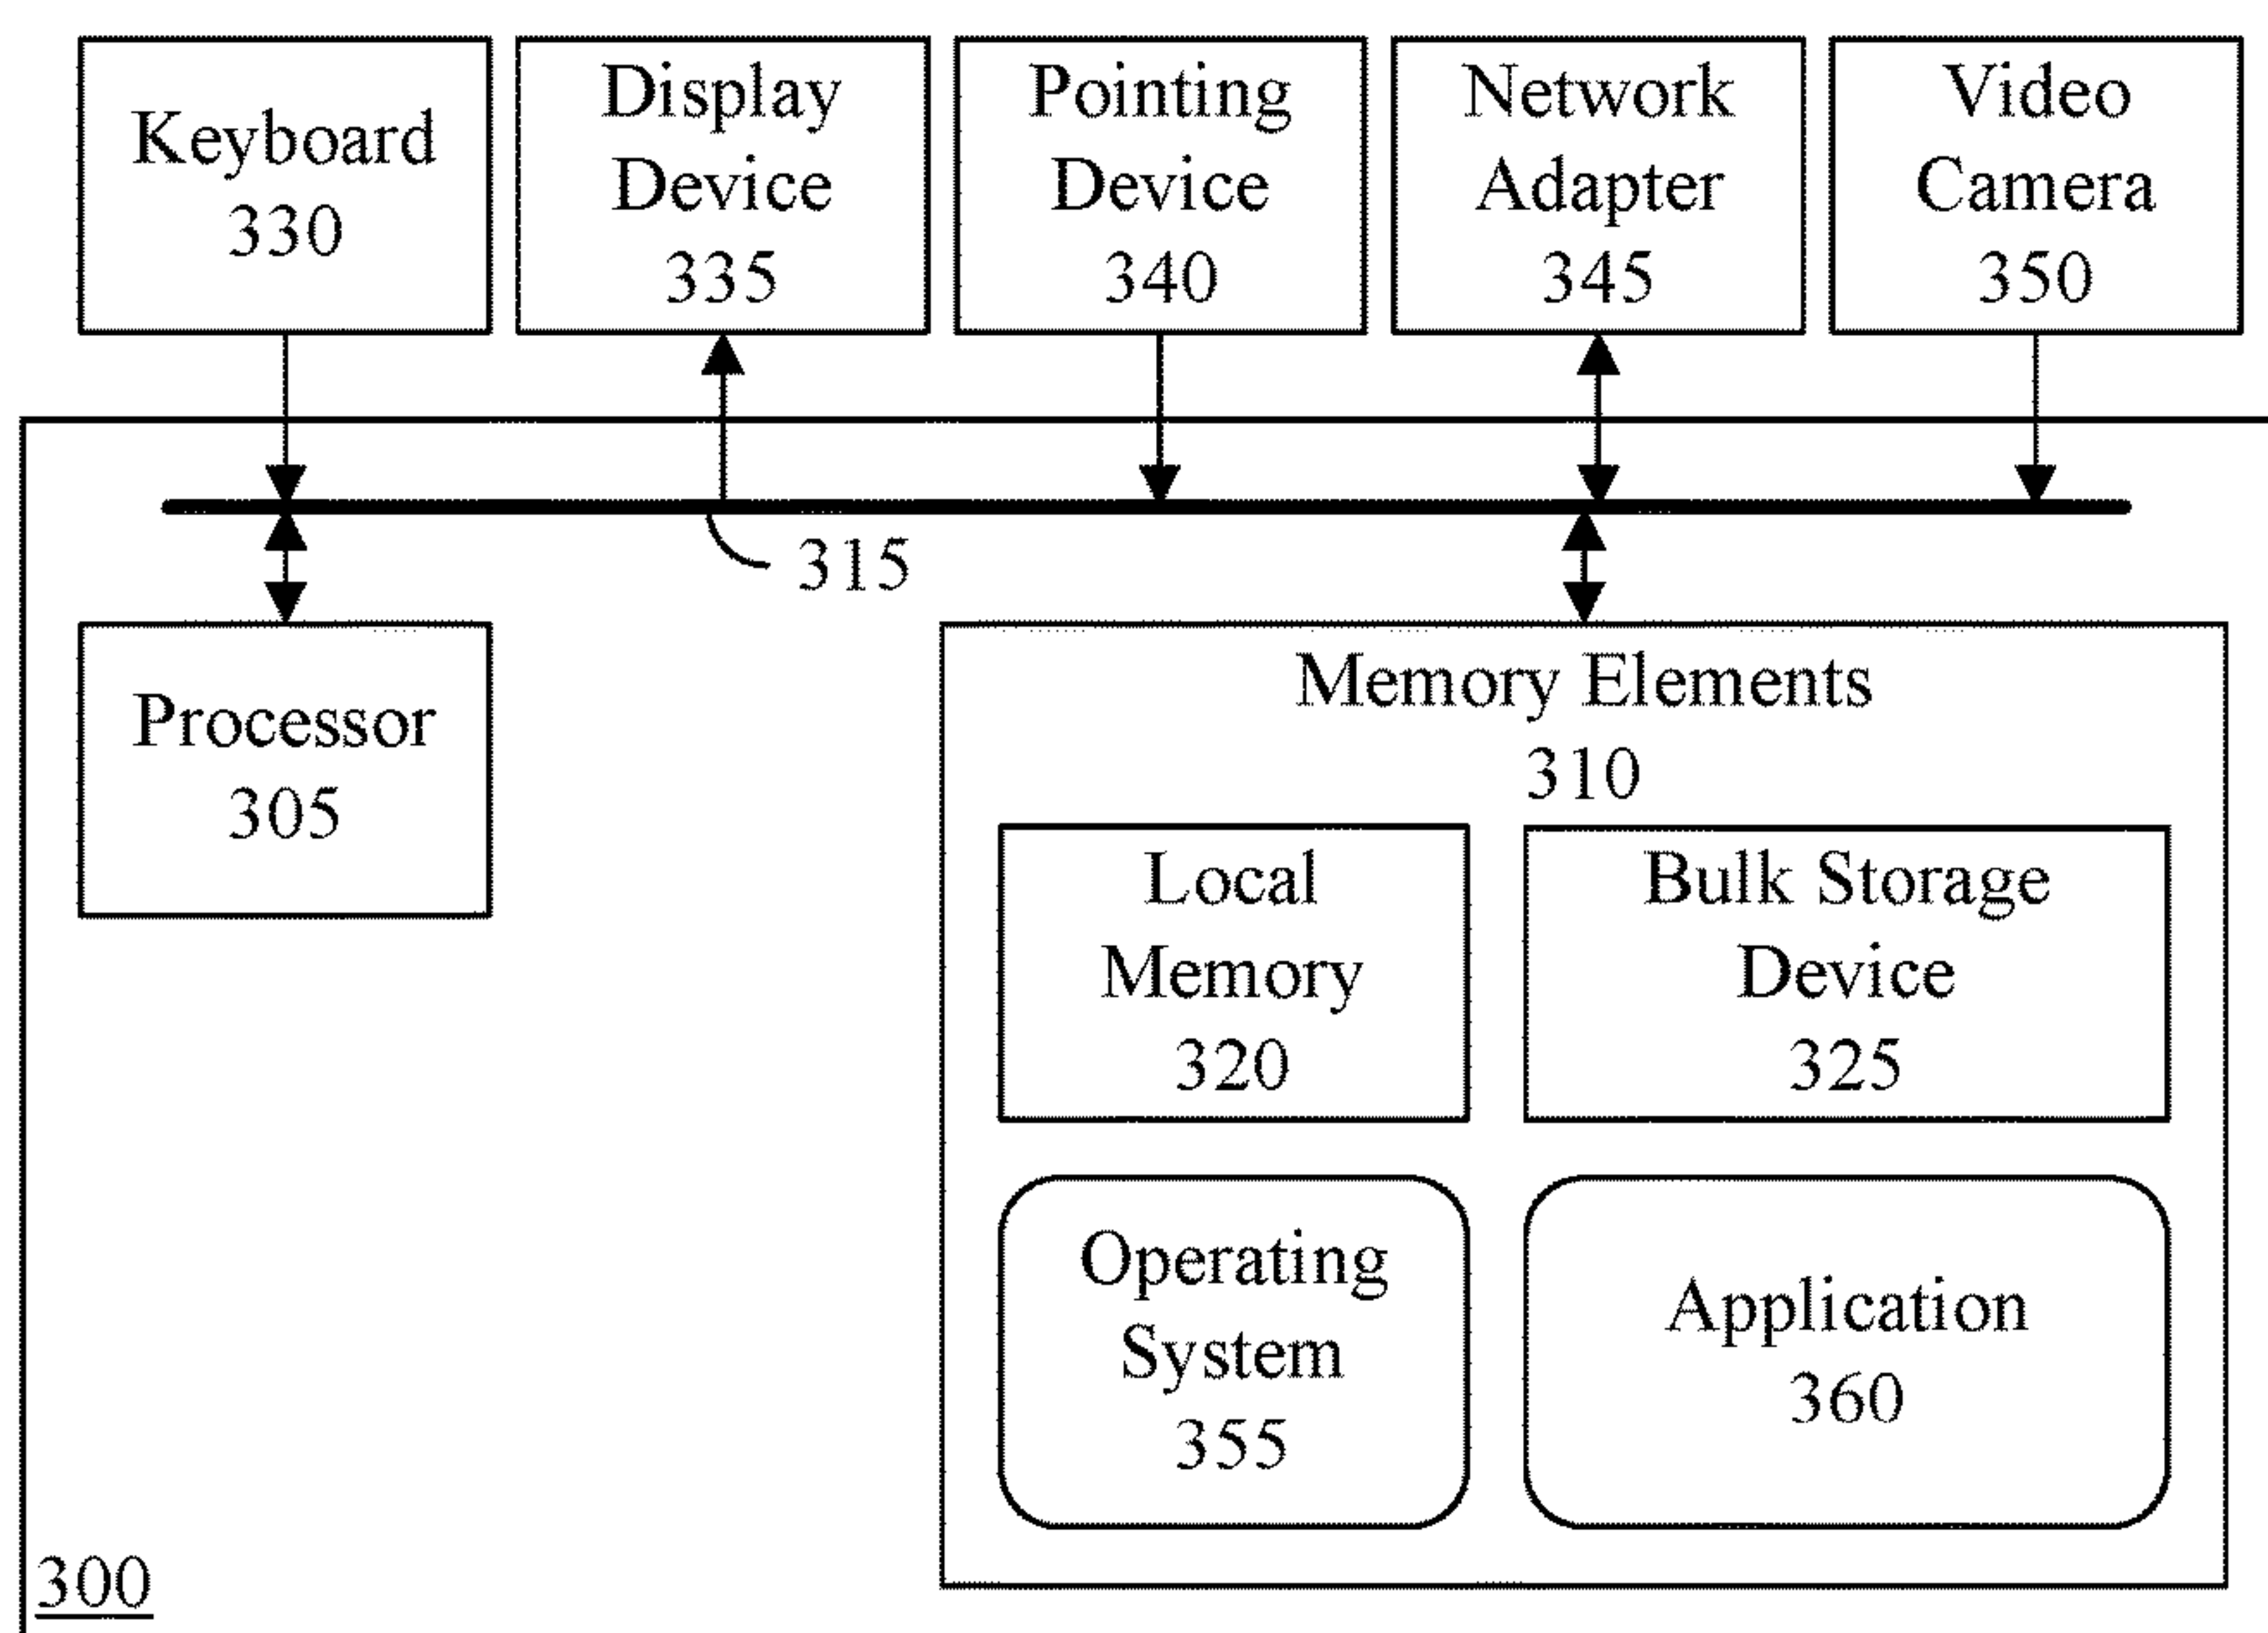 Keyboard
330
Display
Device
335
Pointing
Device
340
Network
Adapter
345
Video
Camera
350
315
Processor
305
Memory Elements
310
Local
Memory
320
Bulk Storage
Device
325
Operating
System
355
Application
360
300